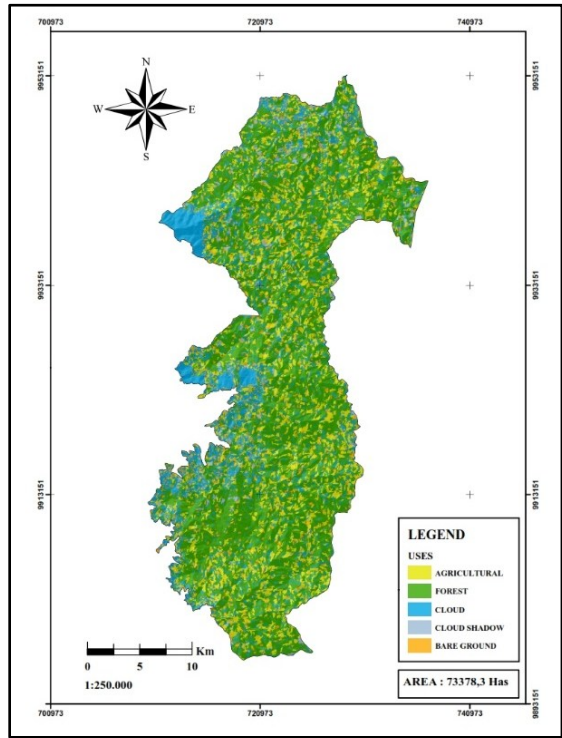 700973 720973 740973
9953151 9953151
N
W E
S
9933151 9933151
9913151 9913151
LEGEND
USES
AGRICULTURAL
FOREST
CLOUD
CLOUD SHADOW
BARE GROUND
Km
0 5 10
1:250.000
AREA : 73378,3 Has
9893151
700973 720973 740973